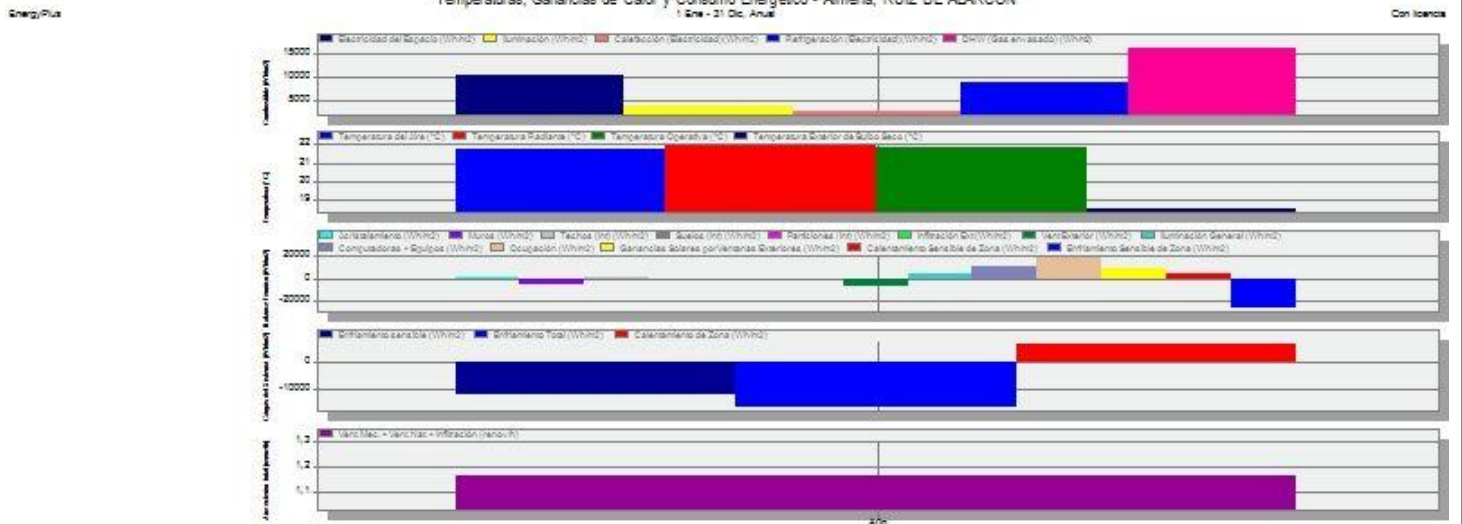 Temperaturas, Ganancias de Calor y Consumo Energético - Almería, RUIZ DE ALARCON
EnergyPlus
1 Ene - 31 Dic, Anual
Con licencia
Electricidad del Espacio (Wh/m2) Iluminación (Wh/m2) Calefacción (Electricidad) (Wh/m2) Refrigeración (Electricidad) (Wh/m2) DHW (Gas envasado) (Wh/m2)
15000
10000
5000
Temperatura del Aire (°C) Temperatura Radiante (°C) Temperatura Operativa (°C) Temperatura Exterior de Bulbo Seco (°C)
22
21
20
19
Temperatura (°C)
Acristalamiento (Wh/m2) Muros (Wh/m2) Techos (int) (Wh/m2) Suelos (int) (Wh/m2) Particiones (int) (Wh/m2) Infiltración Ext (Wh/m2) Vent Exterior (Wh/m2) Iluminación General (Wh/m2)
Computadoras + Equipos (Wh/m2) Ocupación (Wh/m2) Ganancias Solares por Ventanas Exteriores (Wh/m2) Calentamiento Sensible de Zona (Wh/m2) Enfriamiento Sensible de Zona (Wh/m2)
20000
0
-20000
Enfriamiento sensible (Wh/m2) Enfriamiento Total (Wh/m2) Calentamiento de Zona (Wh/m2)
0
-10000
Vent Mec. + Vent Nat + Infiltración (renov/h)
1,3
1,2
1,1
Año